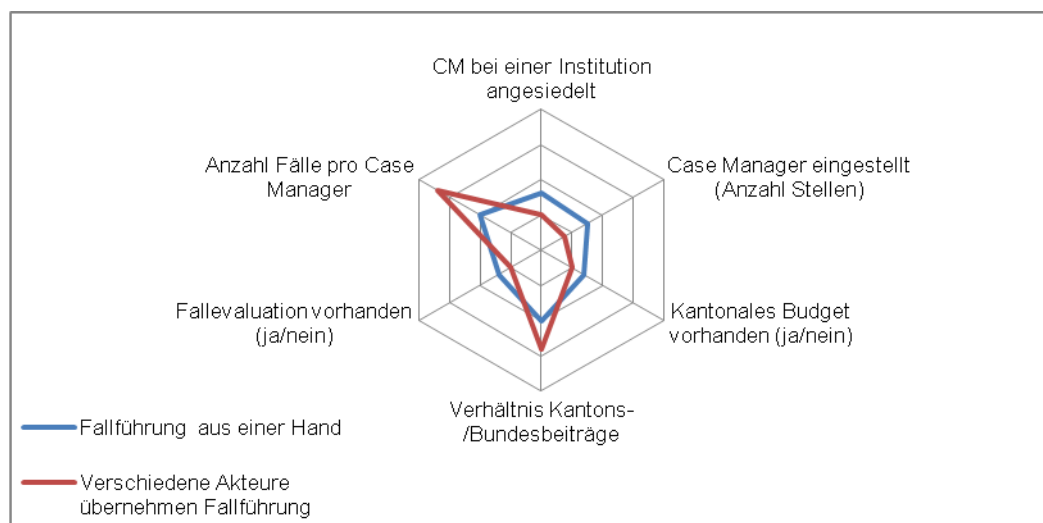 CM bei einer Institution
angesiedelt
Anzahl Fälle pro Case
Manager
Case Manager eingestellt
(Anzahl Stellen)
Fallevaluation vorhanden
(ja/nein)
Kantonales Budget
vorhanden (ja/nein)
Verhältnis Kantons-
/Bundesbeiträge
Fallführung aus einer Hand
Verschiedene Akteure
übernehmen Fallführung